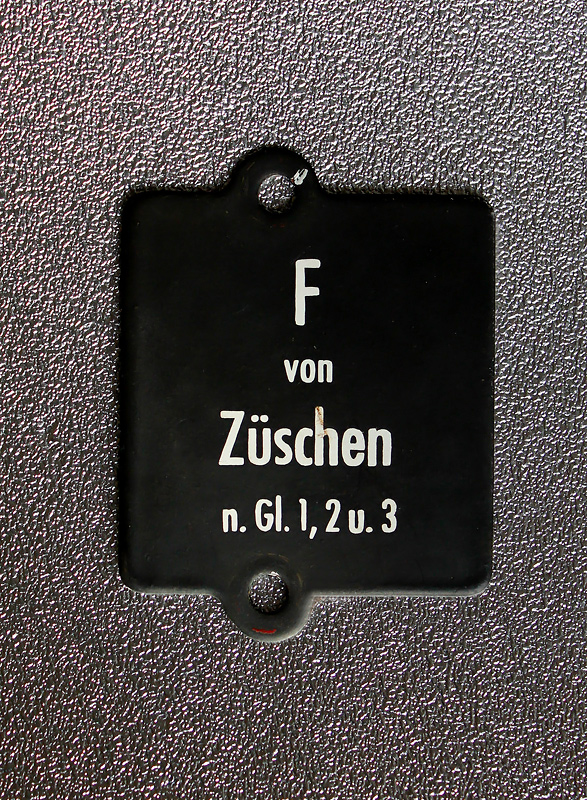 F
von
Züschen
n. Gl. 1, 2 u. 3